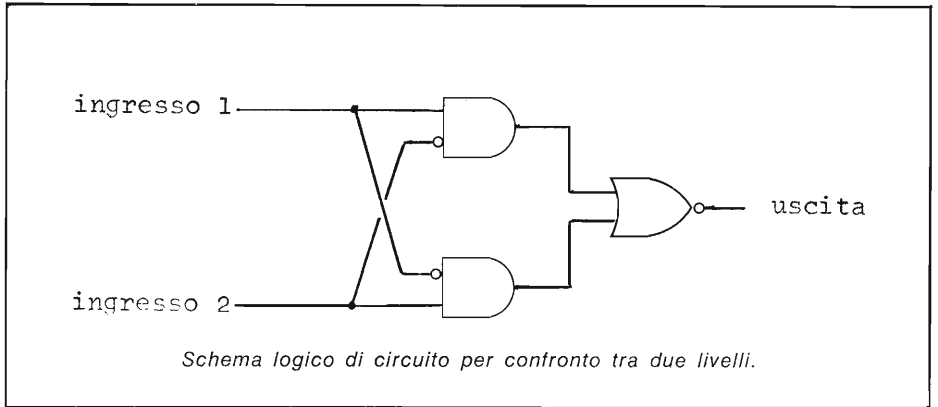 ingresso 1
uscita
ingresso 2
Schema logico di circuito per confronto tra due livelli.